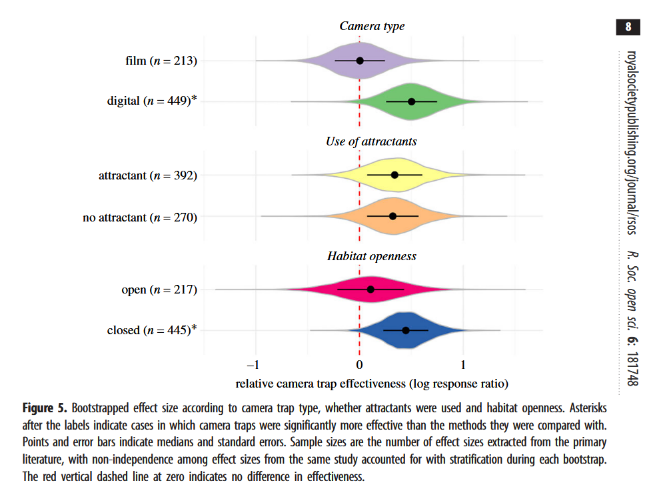 Camera type
film (n = 213)
digital (n = 449)*
Use of attractants
attractant (n = 392)
no attractant (n = 270)
Habitat openness
open (n = 217)
closed (n = 445)*
−1 0 1
relative camera trap effectiveness (log response ratio)
Figure 5. Bootstrapped effect size according to camera trap type, whether attractants were used and habitat openness. Asterisks
after the labels indicate cases in which camera traps were significantly more effective than the methods they were compared with.
Points and error bars indicate medians and standard errors. Sample sizes are the number of effect sizes extracted from the primary
literature, with non-independence among effect sizes from the same study accounted for with stratification during each bootstrap.
The red vertical dashed line at zero indicates no difference in effectiveness.
8
royalsocietypublishing.org/journal/rsos R. Soc. open sci. 6: 181748